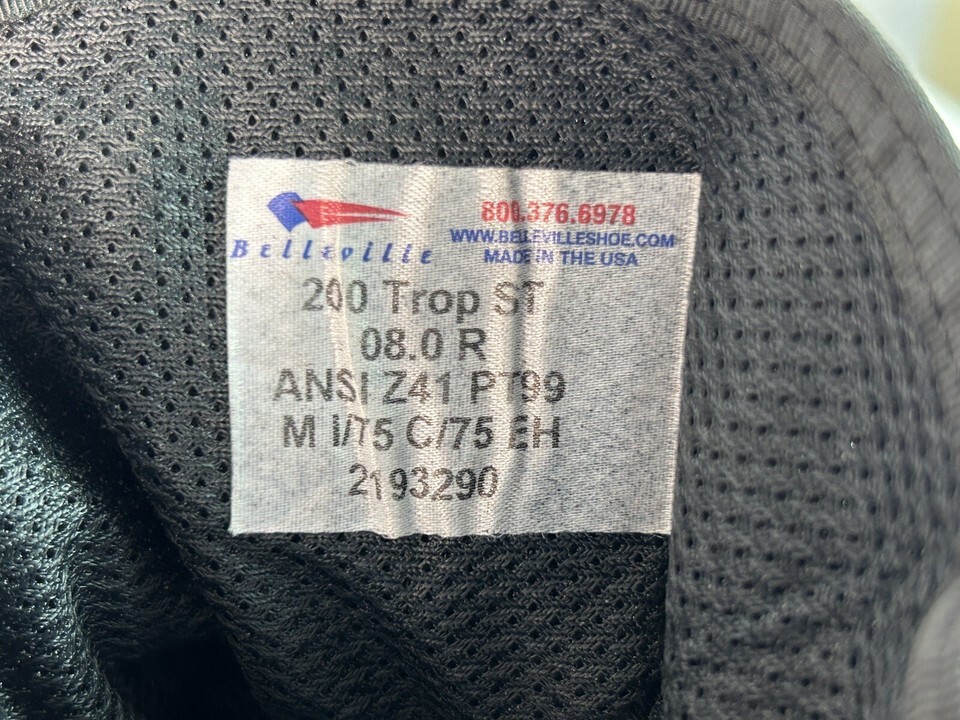 Belleville
800.376.6978
WWW.BELLEVILLESHOE.COM
MADE IN THE USA
200 Trop ST
08.0 R
ANSI Z41 PT99
M I/75 C/75 EH
2193290